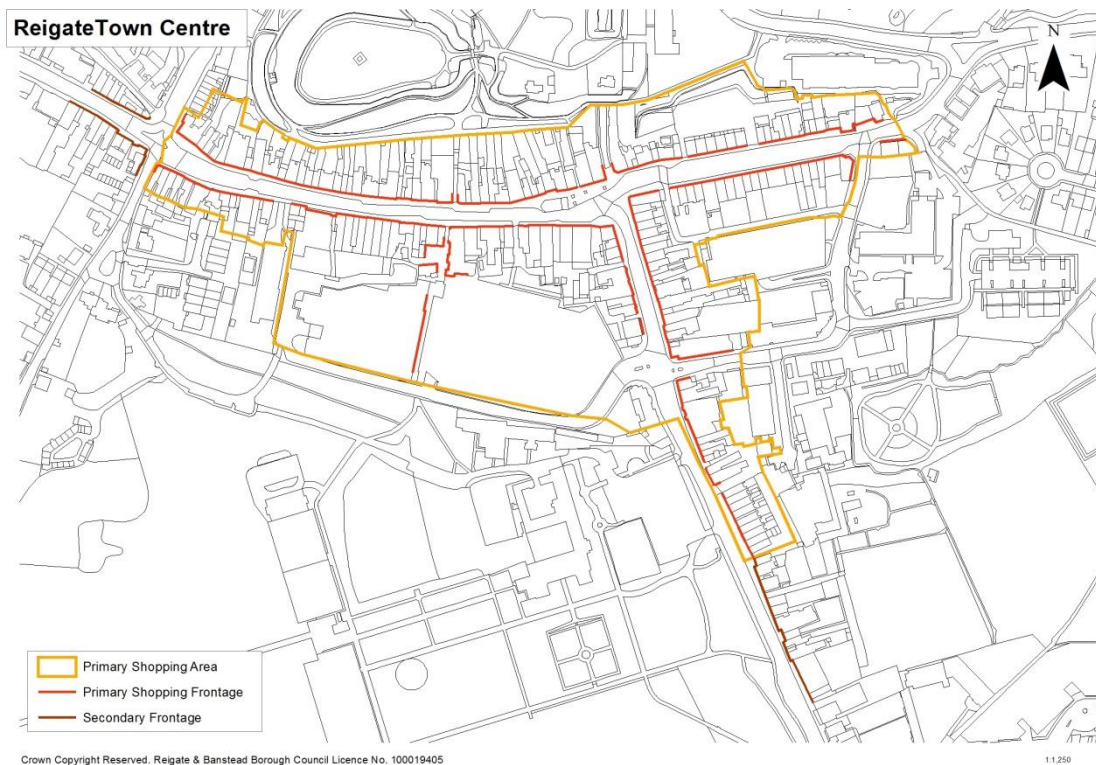 ReigateTown Centre
N
Primary Shopping Area
Primary Shopping Frontage
Secondary Frontage
Crown Copyright Reserved. Reigate & Banstead Borough Council Licence No. 100019405
1:1,250